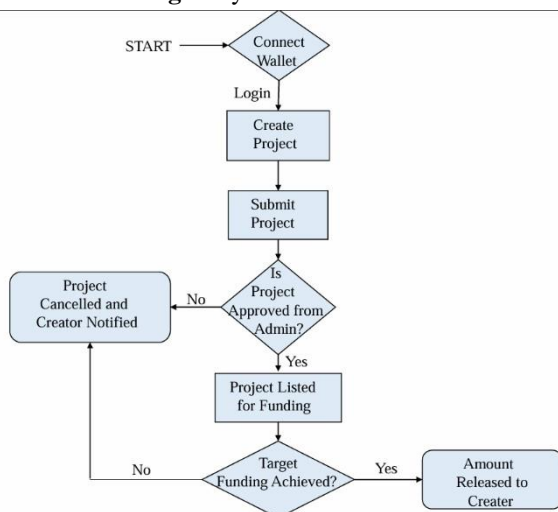 START
Connect
Wallet
Login
Create
Project
Submit
Project
Is
Project
Approved from
Admin?
No
Project
Cancelled and
Creator Notified
Yes
Project Listed
for Funding
Target
Funding Achieved?
No
Yes
Amount
Released to
Creater